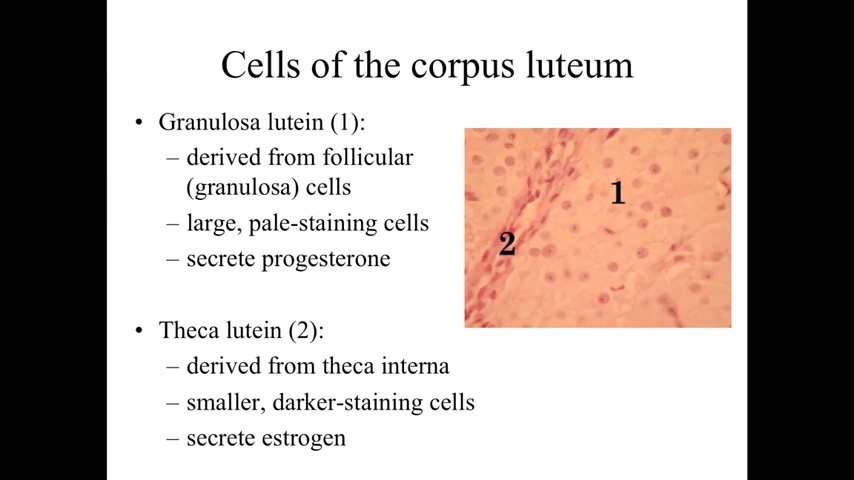 Cells of the corpus luteum
• Granulosa lutein (1):
– derived from follicular
(granulosa) cells
– large, pale-staining cells
– secrete progesterone
1
2
• Theca lutein (2):
– derived from theca interna
– smaller, darker-staining cells
– secrete estrogen